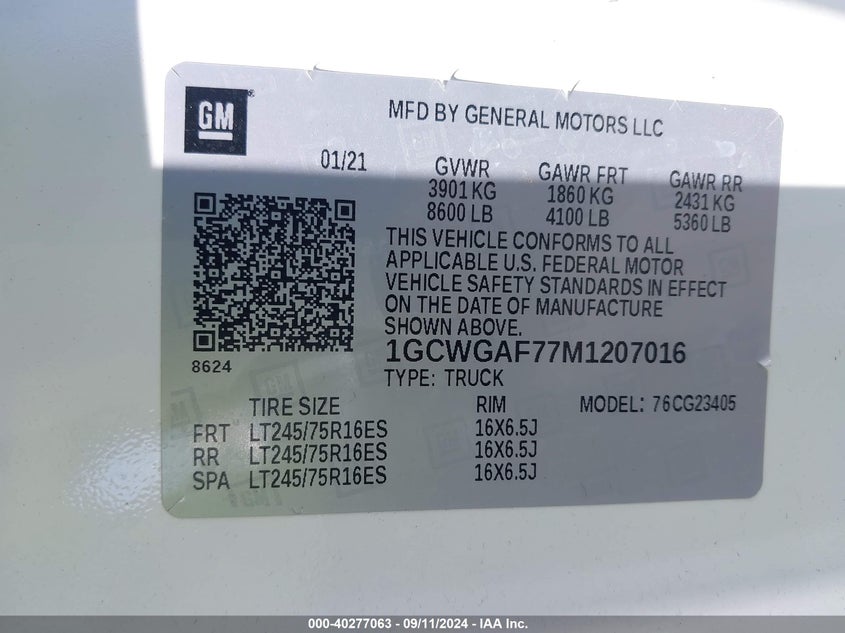 GM
MFD BY GENERAL MOTORS LLC
01/21
GVWR GAWR FRT GAWR RR
3901 KG 1860 KG 2431 KG
8600 LB 4100 LB 5360 LB
THIS VEHICLE CONFORMS TO ALL
APPLICABLE U.S. FEDERAL MOTOR
VEHICLE SAFETY STANDARDS IN EFFECT
ON THE DATE OF MANUFACTURE
SHOWN ABOVE.
1GCWGAF77M1207016
8624
TYPE: TRUCK
TIRE SIZE RIM MODEL: 76CG23405
FRT LT245/75R16ES 16X6.5J
RR LT245/75R16ES 16X6.5J
SPA LT245/75R16ES 16X6.5J
000-40277063 - 09/11/2024 - IAA Inc.